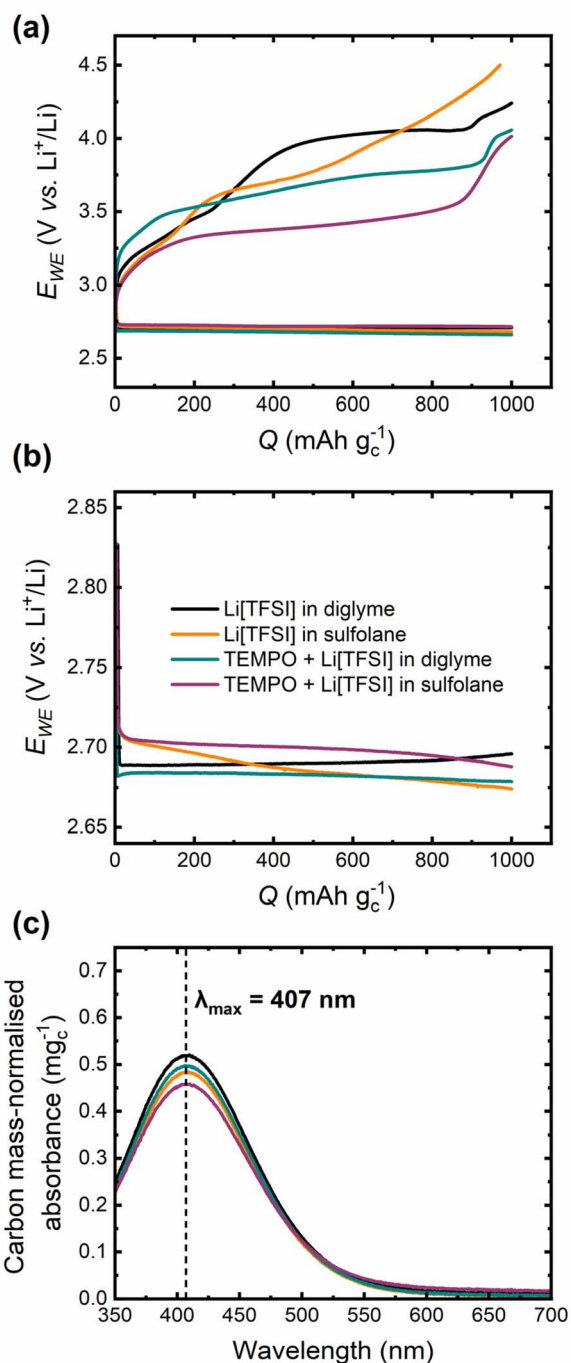 (a)
4.5
4.0
3.5
3.0
2.5
E_WE (V vs. Li⁺/Li)
0 200 400 600 800 1000
Q (mAh g_c⁻¹)
(b)
2.85
2.80
2.75
2.70
2.65
E_WE (V vs. Li⁺/Li)
Li[TFSI] in diglyme
Li[TFSI] in sulfolane
TEMPO + Li[TFSI] in diglyme
TEMPO + Li[TFSI] in sulfolane
0 200 400 600 800 1000
Q (mAh g_c⁻¹)
(c)
0.7
0.6
0.5
0.4
0.3
0.2
0.1
0.0
Carbon mass-normalised
absorbance (mg_c⁻¹)
λ_max = 407 nm
350 400 450 500 550 600 650 700
Wavelength (nm)